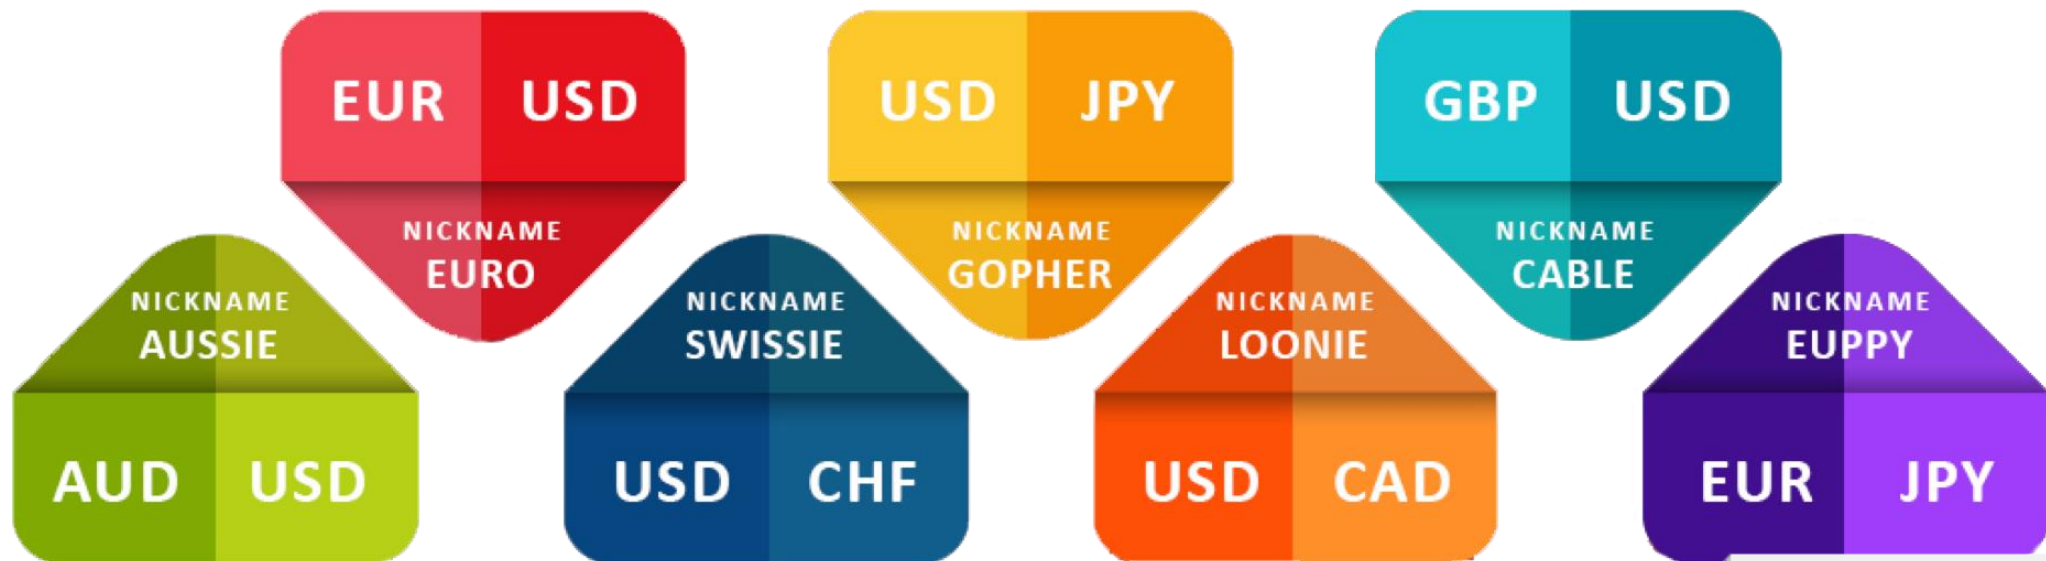 EUR USD
NICKNAME
EURO
USD JPY
NICKNAME
GOPHER
GBP USD
NICKNAME
CABLE
NICKNAME
AUSSIE
AUD USD
NICKNAME
SWISSIE
USD CHF
NICKNAME
LOONIE
USD CAD
NICKNAME
EUPPY
EUR JPY